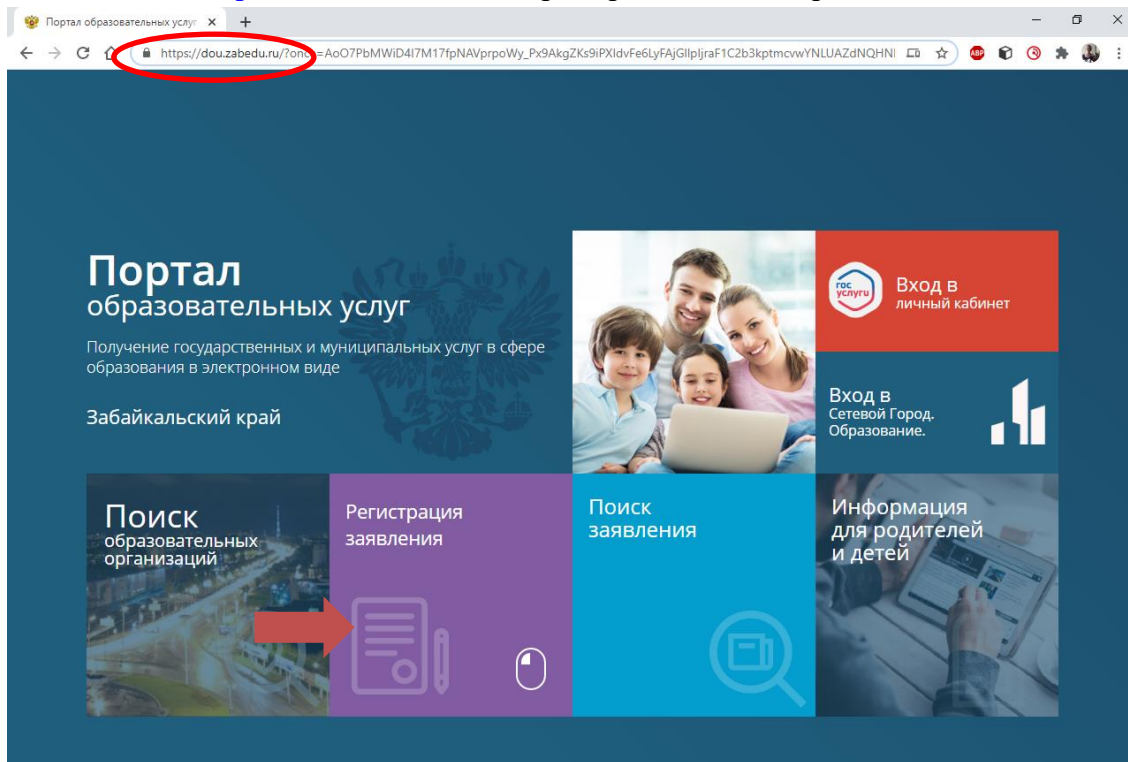 Портал образовательных услуг
https://dou.zabedu.ru/?
Портал
образовательных услуг
Получение государственных и муниципальных услуг в сфере
образования в электронном виде
Забайкальский край
гос
услуги
Вход в
личный кабинет
Вход в
Сетевой Город.
Образование.
Поиск
образовательных
организаций
Регистрация
заявления
Поиск
заявления
Информация
для родителей
и детей
ABP